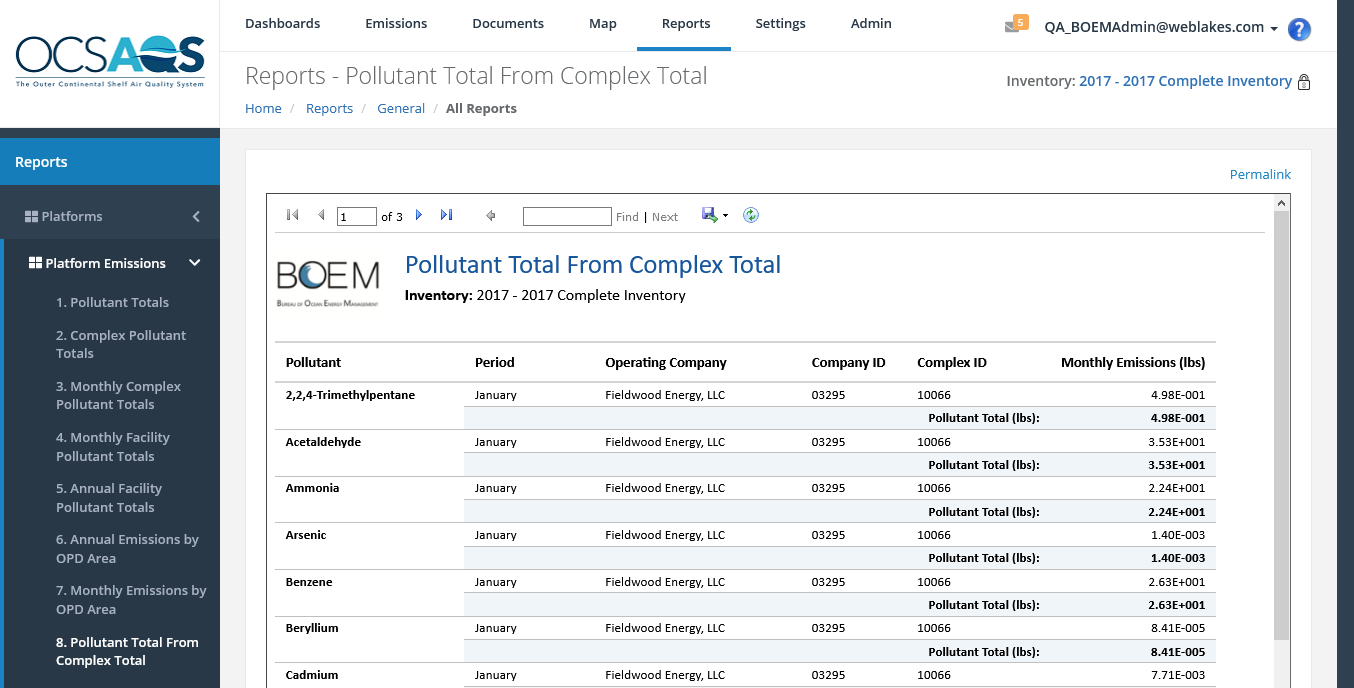 OCSAQS
The Outer Continental Shelf Air Quality System
Dashboards Emissions Documents Map Reports Settings Admin
5 QA_BOEMAdmin@weblakes.com ?
Reports - Pollutant Total From Complex Total
Inventory: 2017 - 2017 Complete Inventory
Home / Reports / General / All Reports
Reports
Platforms
Platform Emissions
1. Pollutant Totals
2. Complex Pollutant
Totals
3. Monthly Complex
Pollutant Totals
4. Monthly Facility
Pollutant Totals
5. Annual Facility
Pollutant Totals
6. Annual Emissions by
OPD Area
7. Monthly Emissions by
OPD Area
8. Pollutant Total From
Complex Total
Permalink
1 of 3 Find | Next
BOEM
Bureau of Ocean Energy Management
Pollutant Total From Complex Total
Inventory: 2017 - 2017 Complete Inventory
Pollutant Period Operating Company Company ID Complex ID Monthly Emissions (lbs)
2,2,4-Trimethylpentane January Fieldwood Energy, LLC 03295 10066 4.98E-001
Pollutant Total (lbs): 4.98E-001
Acetaldehyde January Fieldwood Energy, LLC 03295 10066 3.53E+001
Pollutant Total (lbs): 3.53E+001
Ammonia January Fieldwood Energy, LLC 03295 10066 2.24E+001
Pollutant Total (lbs): 2.24E+001
Arsenic January Fieldwood Energy, LLC 03295 10066 1.40E-003
Pollutant Total (lbs): 1.40E-003
Benzene January Fieldwood Energy, LLC 03295 10066 2.63E+001
Pollutant Total (lbs): 2.63E+001
Beryllium January Fieldwood Energy, LLC 03295 10066 8.41E-005
Pollutant Total (lbs): 8.41E-005
Cadmium January Fieldwood Energy, LLC 03295 10066 7.71E-003